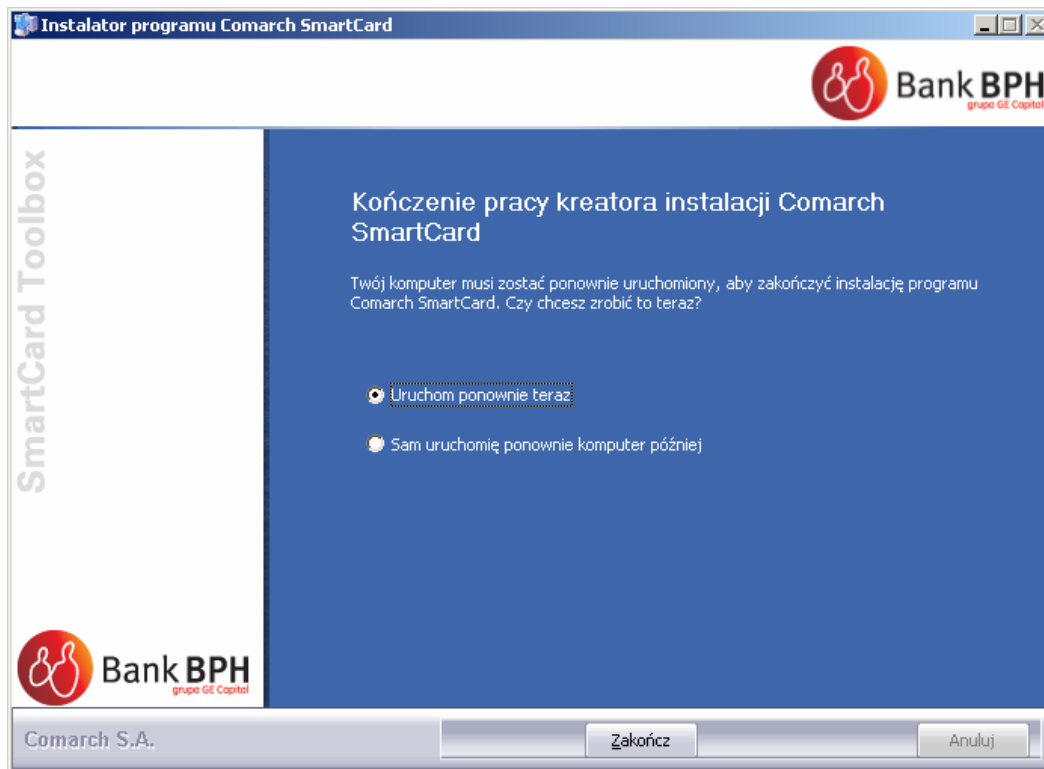 Instalator programu Comarch SmartCard
Bank BPH
grupa GE Capital
SmartCard Toolbox
Kończenie pracy kreatora instalacji Comarch
SmartCard
Twój komputer musi zostać ponownie uruchomiony, aby zakończyć instalację programu
Comarch SmartCard. Czy chcesz zrobić to teraz?
Uruchom ponownie teraz
Sam uruchomię ponownie komputer później
Bank BPH
grupa GE Capital
Comarch S.A.
Zakończ
Anuluj